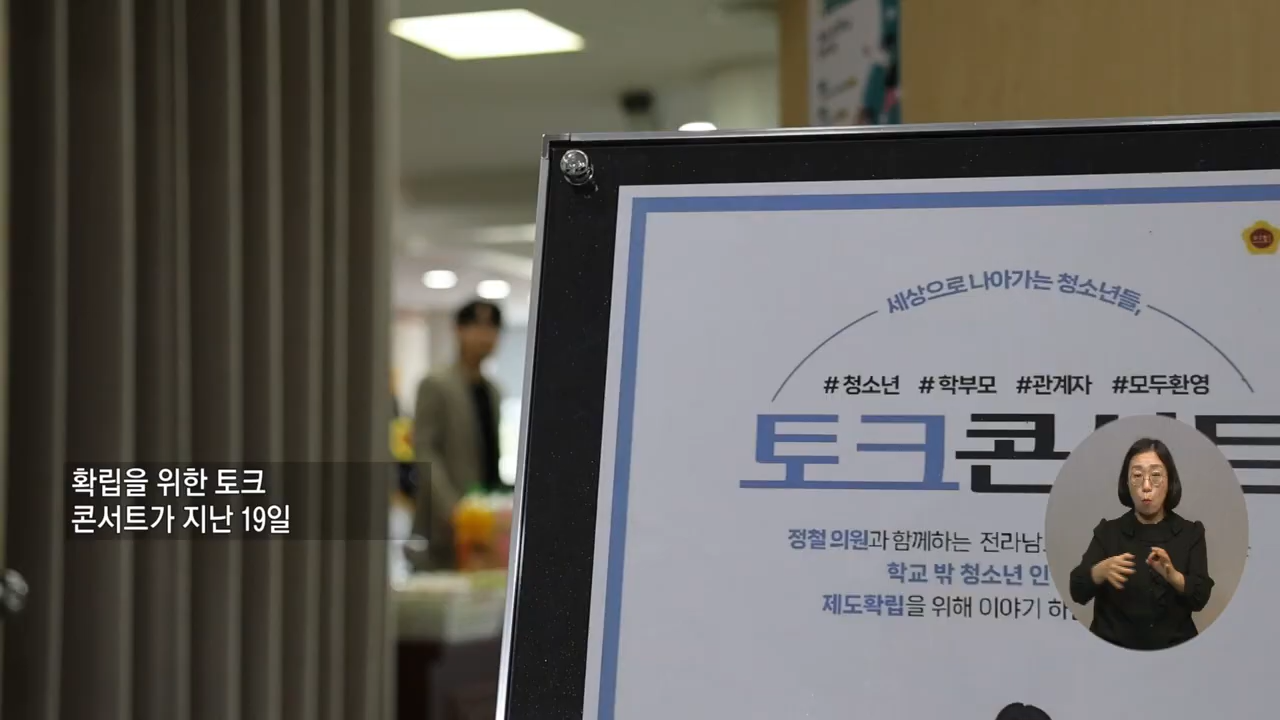 세상으로 나아가는 청소년들,
# 청소년 # 학부모 #관계자 #모두환영
토크콘서트
정철 의원과 함께하는 전라남
학교 밖 청소년 인
제도확립을 위해 이야기 하
확립을 위한 토크
콘서트가 지난 19일